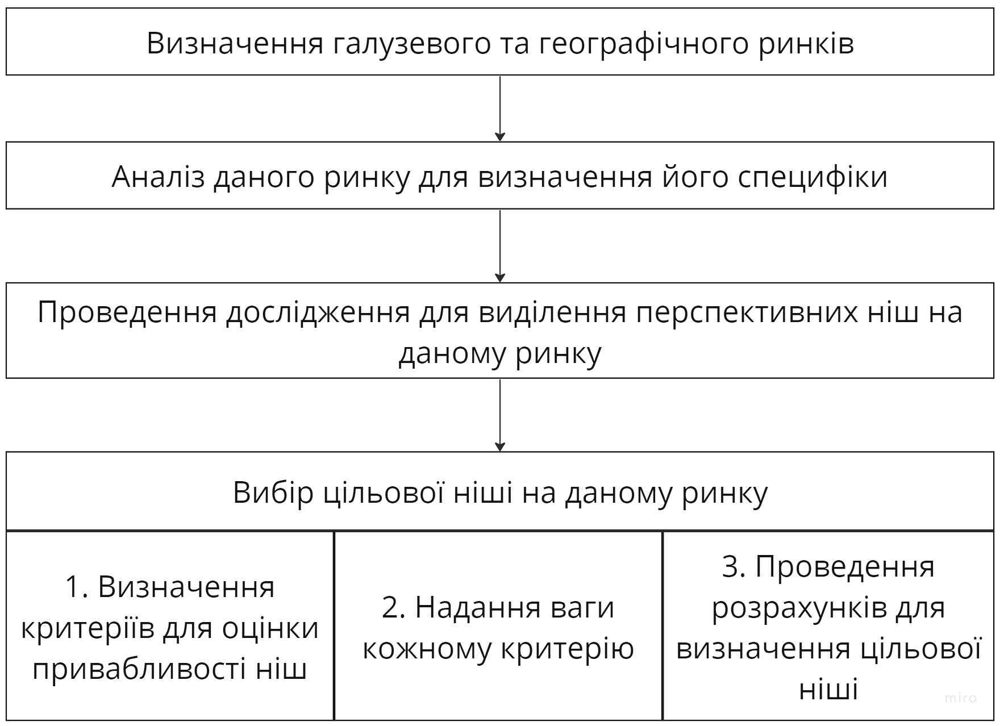 Визначення галузевого та географічного ринків
Аналіз даного ринку для визначення його специфіки
Проведення дослідження для виділення перспективних ніш на
даному ринку
Вибір цільової ніші на даному ринку
1. Визначення
критеріїв для оцінки
привабливості ніш
2. Надання ваги
кожному критерію
3. Проведення
розрахунків для
визначення цільової
ніші
miro